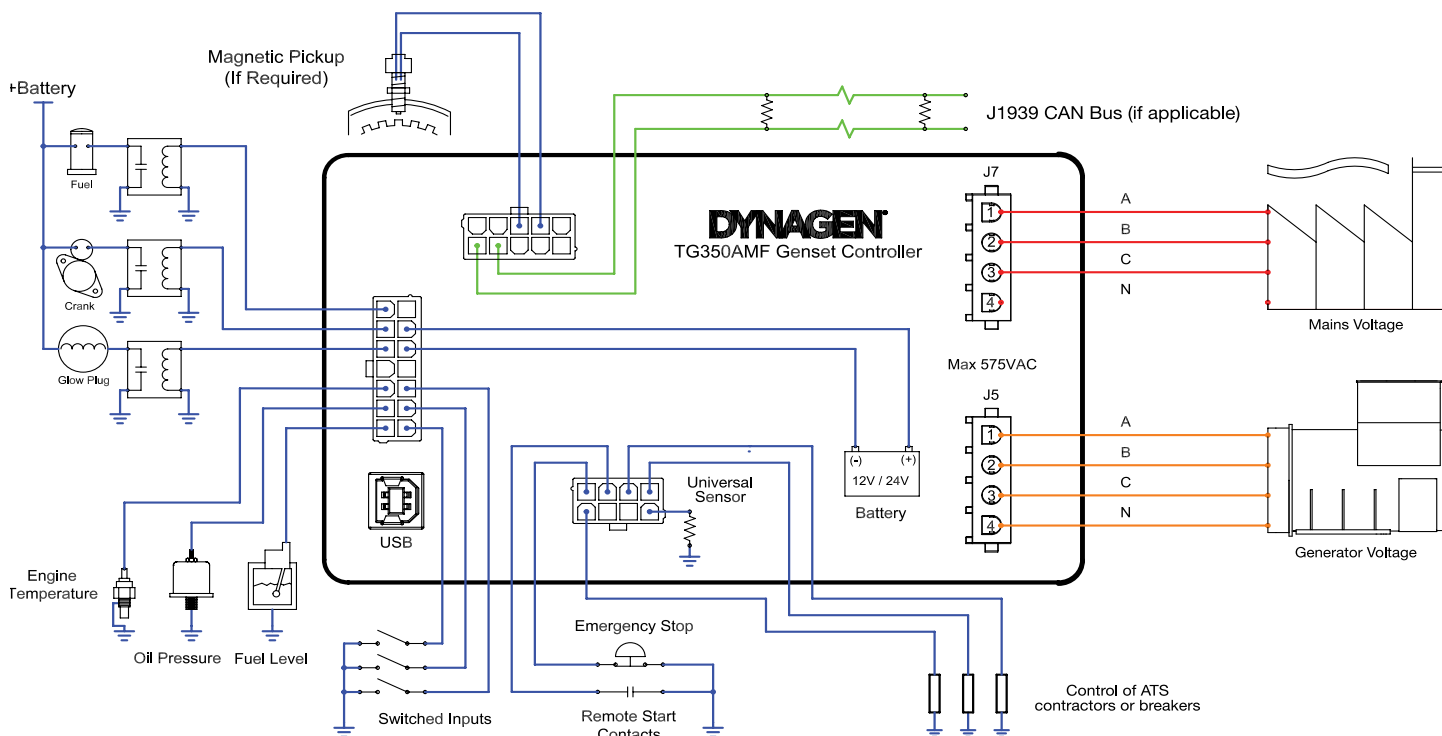 Magnetic Pickup
(If Required)
+Battery
J1939 CAN Bus (if applicable)
Fuel
J7
DYNAGEN
TG350AMF Genset Controller
A
1
B
2
C
3
N
4
Crank
Mains Voltage
Glow Plug
Max 575VAC
J5
A
1
B
2
C
3
N
4
(-)
(+)
12V / 24V
Battery
Universal
Sensor
USB
Generator Voltage
Engine
Temperature
Oil Pressure
Fuel Level
Emergency Stop
Switched Inputs
Remote Start
Contacts
Control of ATS
contractors or breakers